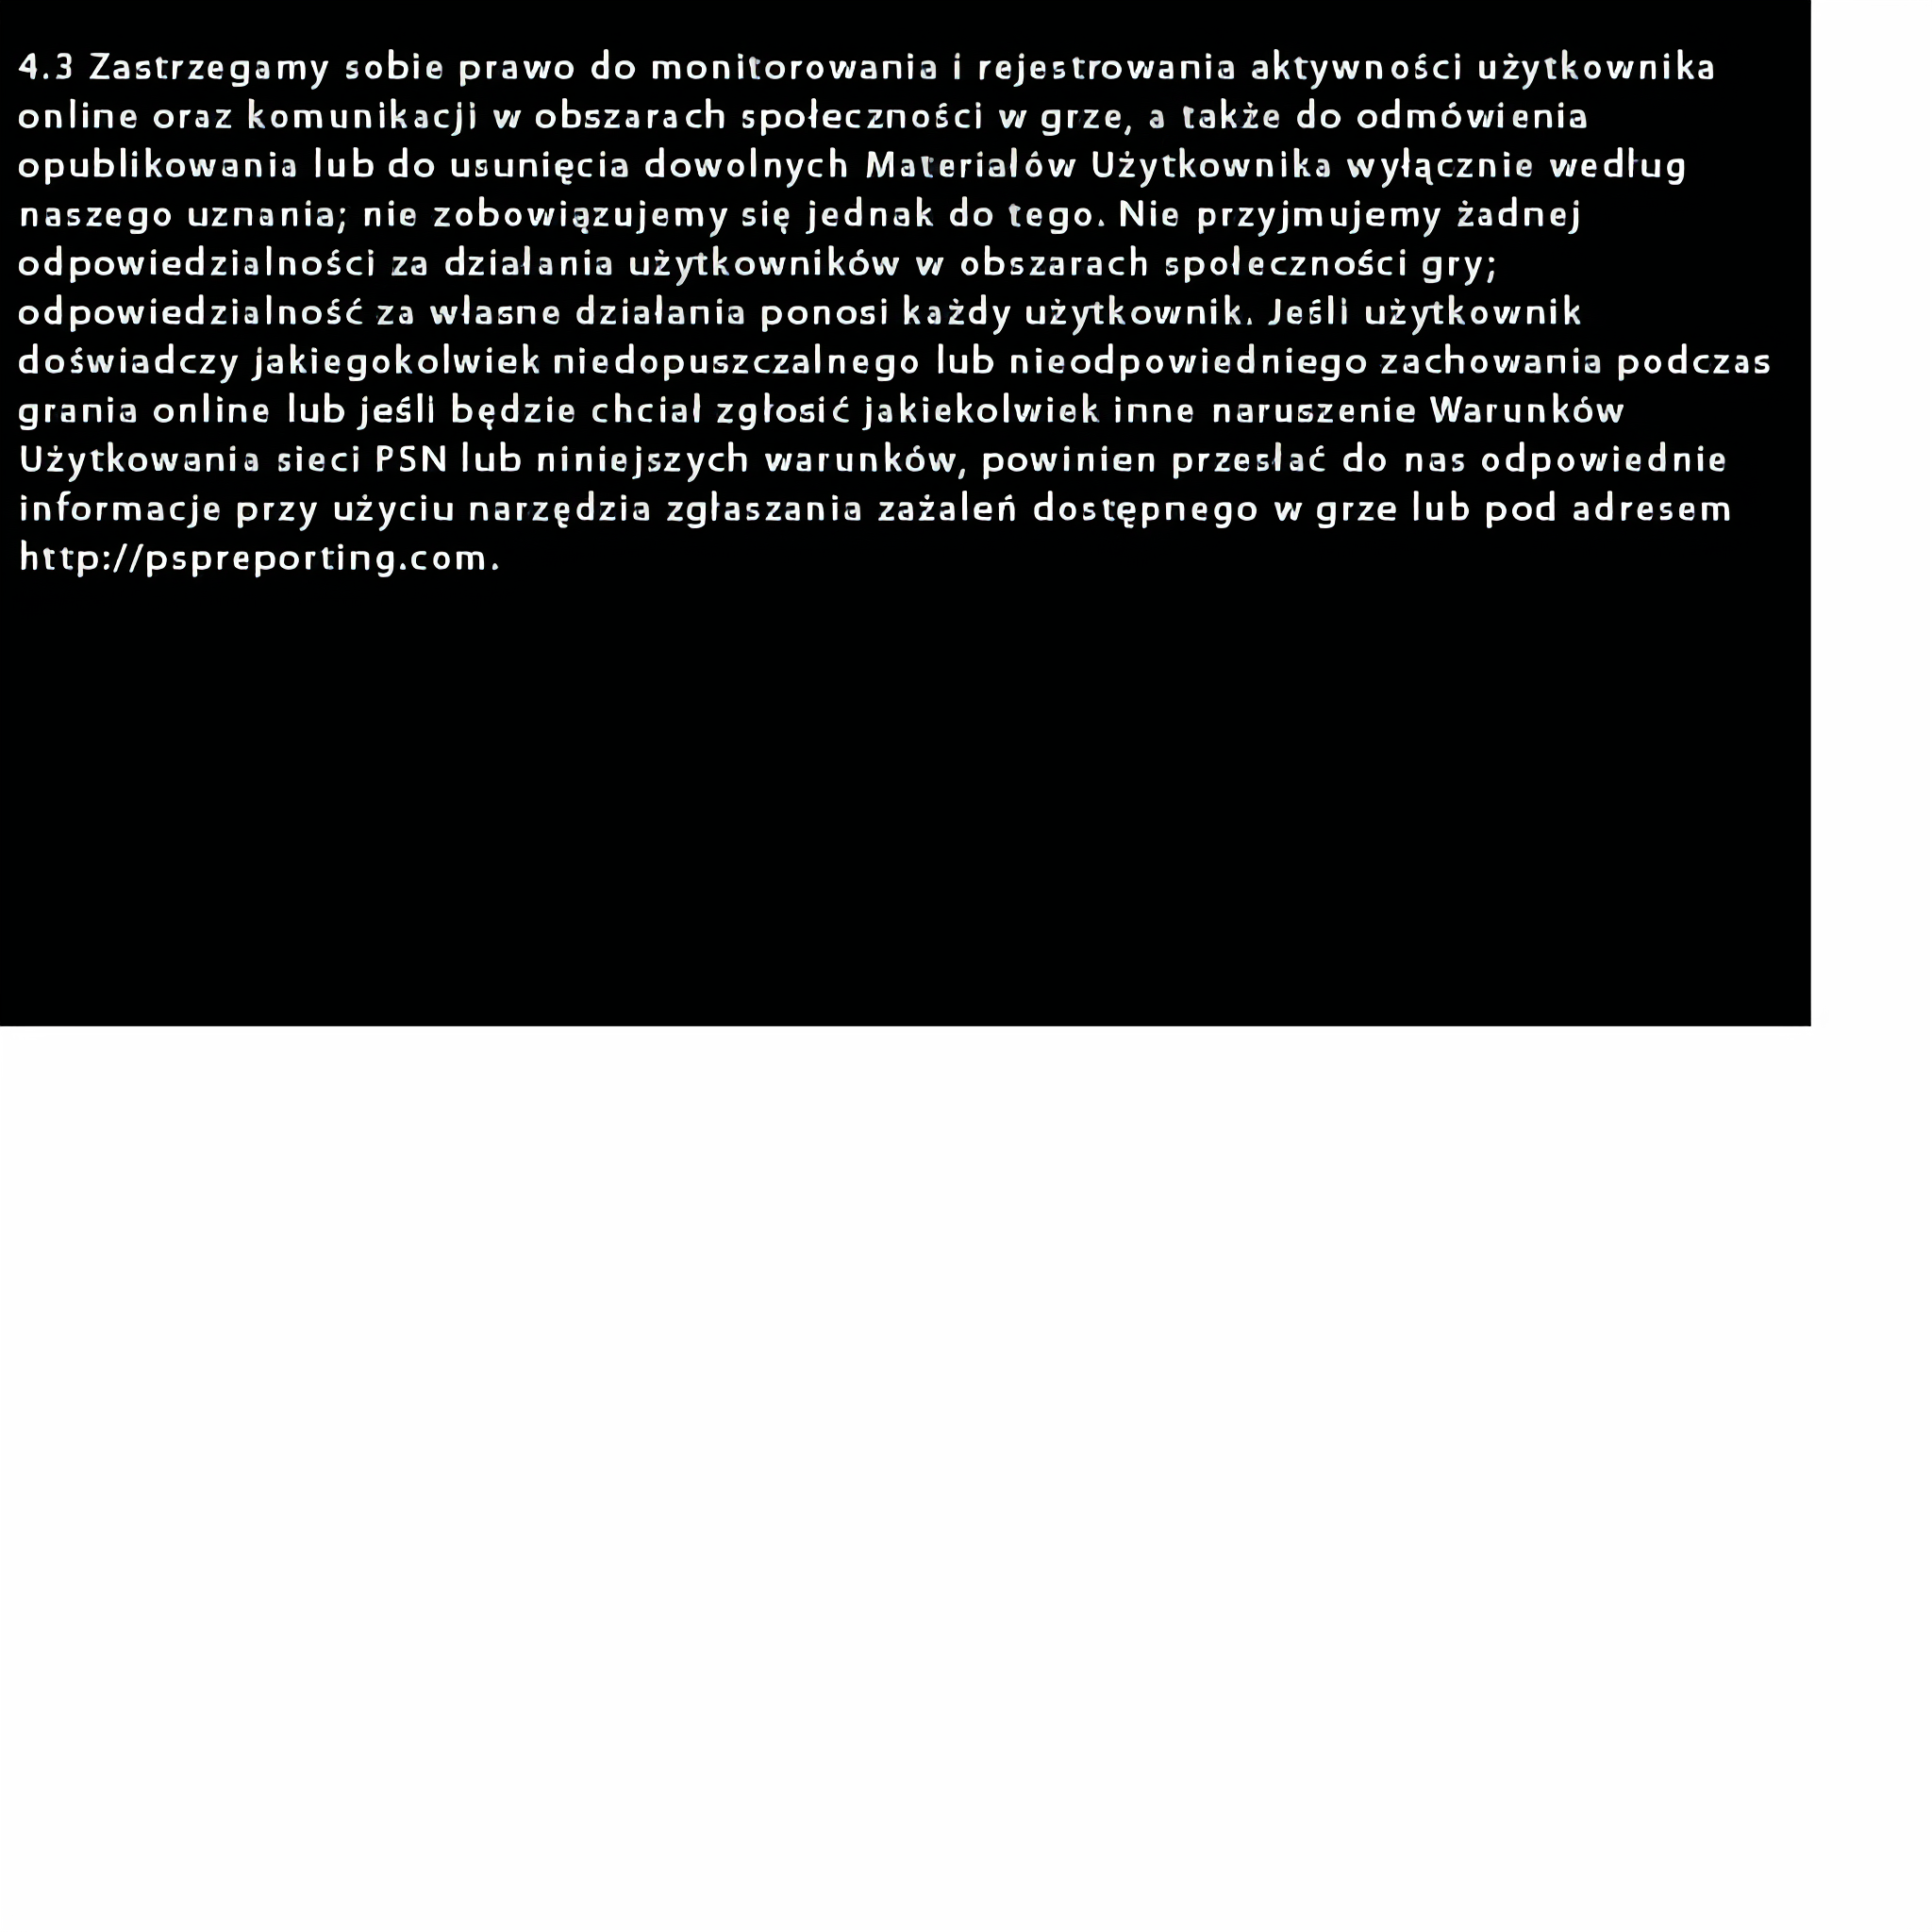 4.3 Zastrzegamy sobie prawo do monitorowania i rejestrowania aktywności użytkownika
online oraz komunikacji w obszarach społeczności w grze, a także do odmówienia
opublikowania lub do usunięcia dowolnych Materiałów Użytkownika wyłącznie według
naszego uznania; nie zobowiązujemy się jednak do tego. Nie przyjmujemy żadnej
odpowiedzialności za działania użytkowników w obszarach społeczności gry;
odpowiedzialność za własne działania ponosi każdy użytkownik. Jeśli użytkownik
doświadczy jakiegokolwiek niedopuszczalnego lub nieodpowiedniego zachowania podczas
grania online lub jeśli będzie chciał zgłosić jakiekolwiek inne naruszenie Warunków
Użytkowania sieci PSN lub niniejszych warunków, powinien przesłać do nas odpowiednie
informacje przy użyciu narzędzia zgłaszania zażaleń dostępnego w grze lub pod adresem
http://pspreporting.com.